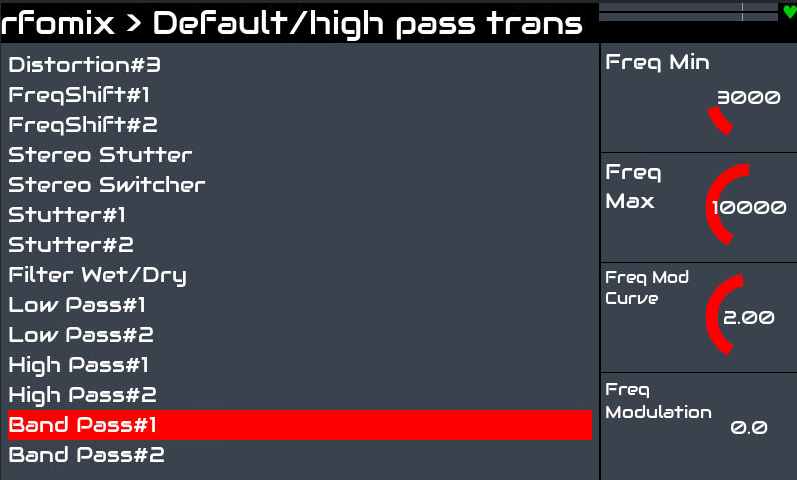 rfomix > Default/high pass trans
Distortion#3
FreqShift#1
FreqShift#2
Stereo Stutter
Stereo Switcher
Stutter#1
Stutter#2
Filter Wet/Dry
Low Pass#1
Low Pass#2
High Pass#1
High Pass#2
Band Pass#1
Band Pass#2
Freq Min
3000
Freq
Max
10000
Freq Mod
Curve
2.00
Freq
Modulation
0.0